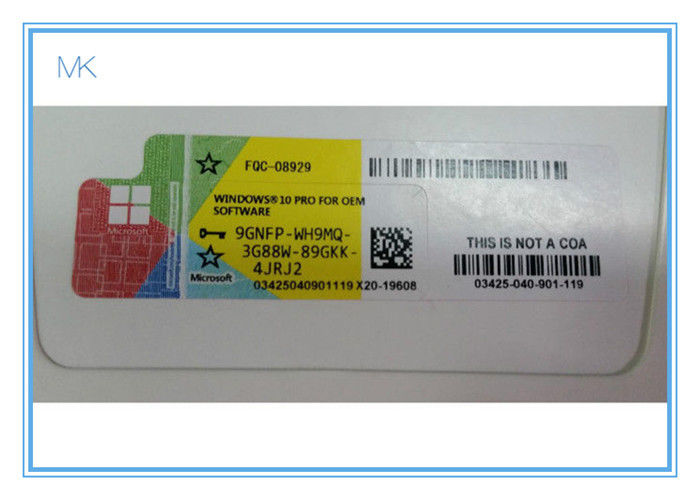 MK
FQC-08929
WINDOWS®10 PRO FOR OEM
SOFTWARE
9GNFP-WH9MQ-
3G88W-89GKK-
4JRJ2
03425040901119 X20-19608
Microsoft
Microsoft
THIS IS NOT A COA
03425-040-901-119